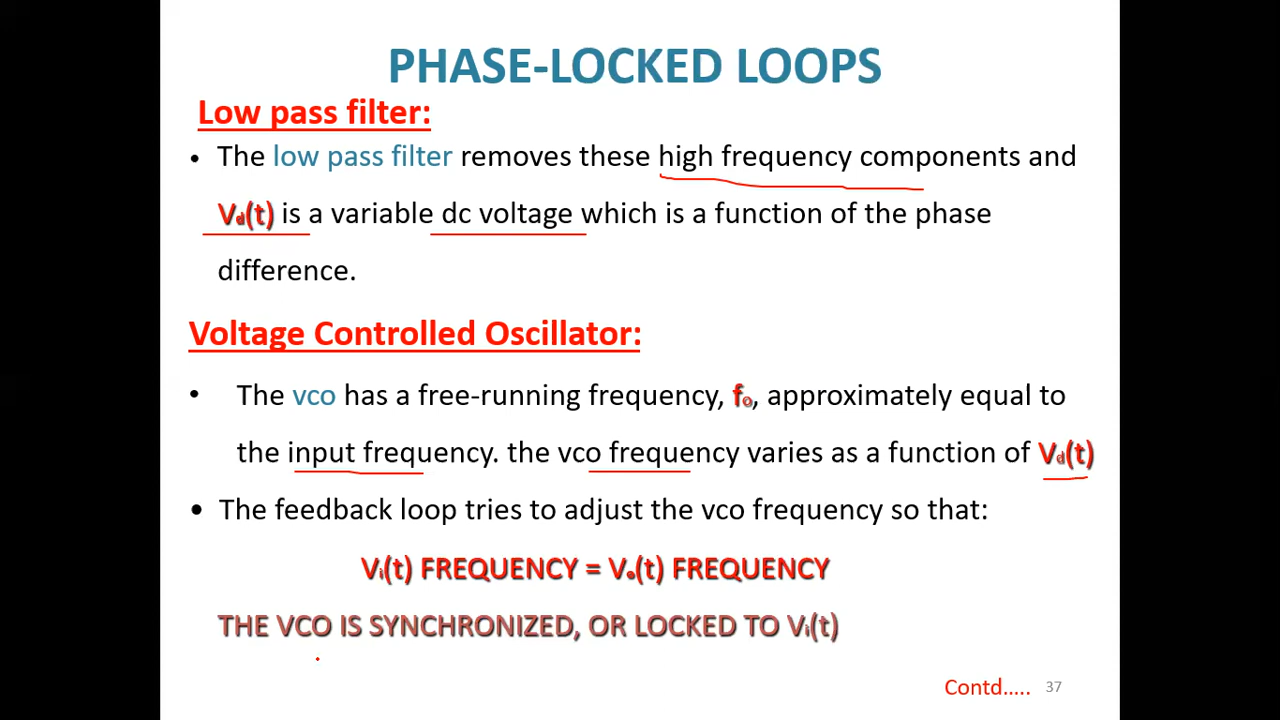 PHASE-LOCKED LOOPS
Low pass filter:
• The low pass filter removes these high frequency components and
Vd(t) is a variable dc voltage which is a function of the phase
difference.
Voltage Controlled Oscillator:
• The vco has a free-running frequency, fo, approximately equal to
the input frequency. the vco frequency varies as a function of Vd(t)
• The feedback loop tries to adjust the vco frequency so that:
Vi(t) FREQUENCY = Vo(t) FREQUENCY
THE VCO IS SYNCHRONIZED, OR LOCKED TO Vi(t)
Contd..... 37